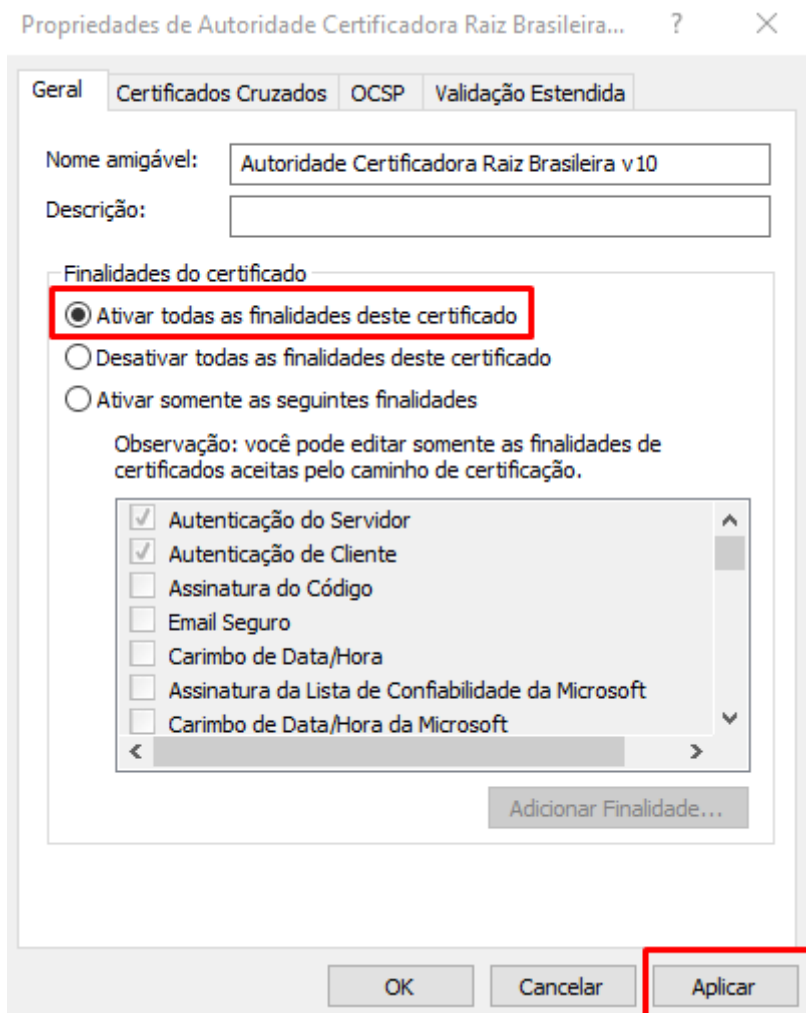 Propriedades de Autoridade Certificadora Raiz Brasileira... ?
Geral Certificados Cruzados OCSP Validação Estendida
Nome amigável: Autoridade Certificadora Raiz Brasileira v10
Descrição:
Finalidades do certificado
Ativar todas as finalidades deste certificado
Desativar todas as finalidades deste certificado
Ativar somente as seguintes finalidades
Observação: você pode editar somente as finalidades de
certificados aceitas pelo caminho de certificação.
Autenticação do Servidor
Autenticação de Cliente
Assinatura do Código
Email Seguro
Carimbo de Data/Hora
Assinatura da Lista de Confiabilidade da Microsoft
Carimbo de Data/Hora da Microsoft
Adicionar Finalidade...
OK Cancelar Aplicar